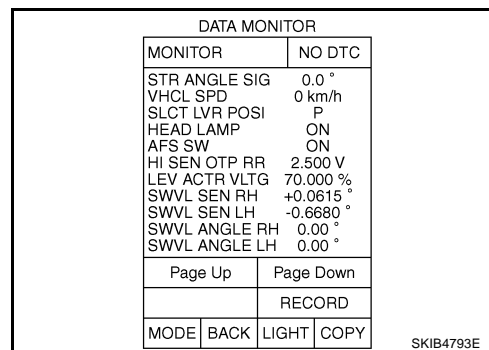 DATA MONITOR
MONITOR NO DTC
STR ANGLE SIG 0.0 °
VHCL SPD 0 km/h
SLCT LVR POSI P
HEAD LAMP ON
AFS SW ON
HI SEN OTP RR 2.500 V
LEV ACTR VLTG 70.000 %
SWVL SEN RH +0.0615 °
SWVL SEN LH -0.6680 °
SWVL ANGLE RH 0.00 °
SWVL ANGLE LH 0.00 °
Page Up Page Down
RECORD
MODE BACK LIGHT COPY
SKIB4793E